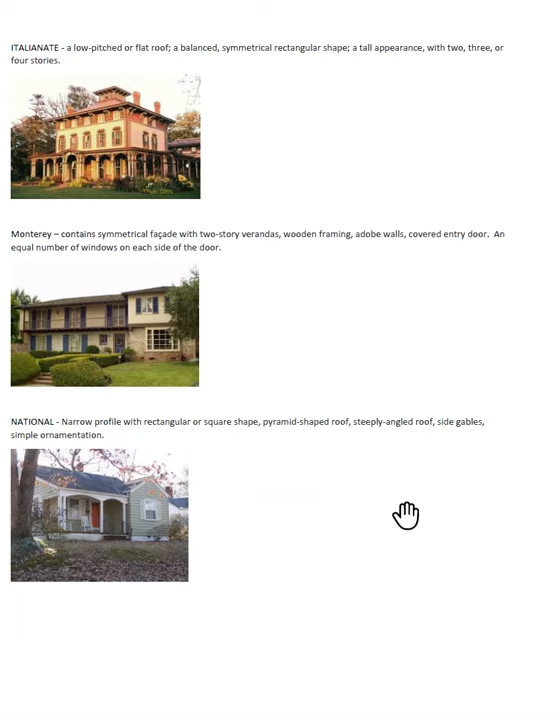 ITALIANATE - a low-pitched or flat roof; a balanced, symmetrical rectangular shape; a tall appearance, with two, three, or
four stories.
Monterey – contains symmetrical façade with two-story verandas, wooden framing, adobe walls, covered entry door.  An
equal number of windows on each side of the door.
NATIONAL - Narrow profile with rectangular or square shape, pyramid-shaped roof, steeply-angled roof, side gables,
simple ornamentation.